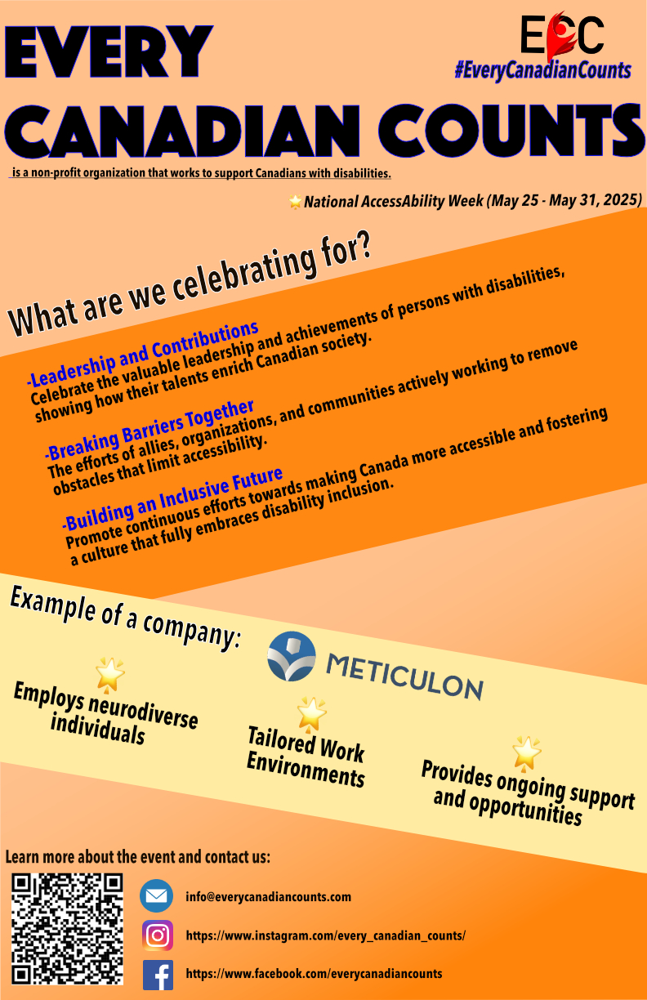 EVERY
ECC
#EveryCanadianCounts
CANADIAN COUNTS
is a non-profit organization that works to support Canadians with disabilities.
National AccessAbility Week (May 25 - May 31, 2025)
What are we celebrating for?
-Leadership and Contributions
Celebrate the valuable leadership and achievements of persons with disabilities,
showing how their talents enrich Canadian society.
-Breaking Barriers Together
The efforts of allies, organizations, and communities actively working to remove
obstacles that limit accessibility.
-Building an Inclusive Future
Promote continuous efforts towards making Canada more accessible and fostering
a culture that fully embraces disability inclusion.
Example of a company:
METICULON
Employs neurodiverse
individuals
Tailored Work
Environments
Provides ongoing support
and opportunities
Learn more about the event and contact us:
info@everycanadiancounts.com
https://www.instagram.com/every_canadian_counts/
https://www.facebook.com/everycanadiancounts